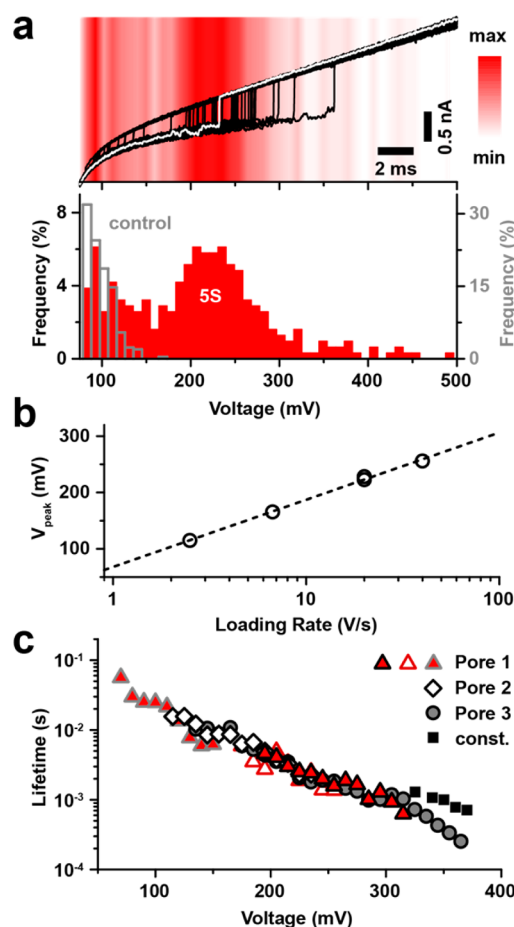 a
max
min
0.5 nA
2 ms
8
4
0
Frequency (%)
control
5S
30
15
0
Frequency (%)
100 200 300 400 500
Voltage (mV)
b
300
200
100
Vpeak (mV)
1 10 100
Loading Rate (V/s)
c
10-1
10-2
10-3
10-4
Lifetime (s)
Pore 1
Pore 2
Pore 3
const.
100 200 300 400
Voltage (mV)